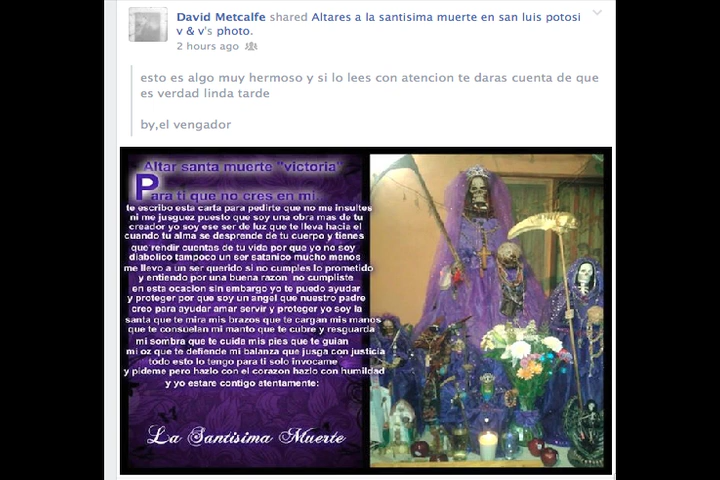 David Metcalfe shared Altares a la santisima muerte en san luis potosi
v & v's photo.
2 hours ago
esto es algo muy hermoso y si lo lees con atencion te daras cuenta de que
es verdad linda tarde
by,el vengador
Altar santa muerte "victoria"
Para ti que no cres en mi.
te escribo esta carta para pedirte que no me insultes
ni me jusguez puesto que soy una obra mas de tu
creador yo soy ese ser de luz que te lleva hacia el
cuando tu alma se desprende de tu cuerpo y tienes
que rendir cuentas de tu vida por que yo no soy
diabolico tampoco un ser satanico mucho menos
me llevo a un ser querido si no cumples lo prometido
y entiendo por una buena razon no cumpliste
en esta ocacion sin embargo yo te puedo ayudar
y proteger por que soy un angel que nuestro padre
creo para ayudar amar servir y proteger yo soy la
santa que te mira mis brazos que te cargan mis manos
que te consuelan mi manto que te cubre y resguarda
mi sombra que te cuida mis pies que te guian
mi oz que te defiende mi balanza que jusga con justicia
todo esto lo tengo para ti solo invocame
y pideme pero hazlo con el corazon hazlo con humildad
y yo estare contigo atentamente:
La Santisima Muerte